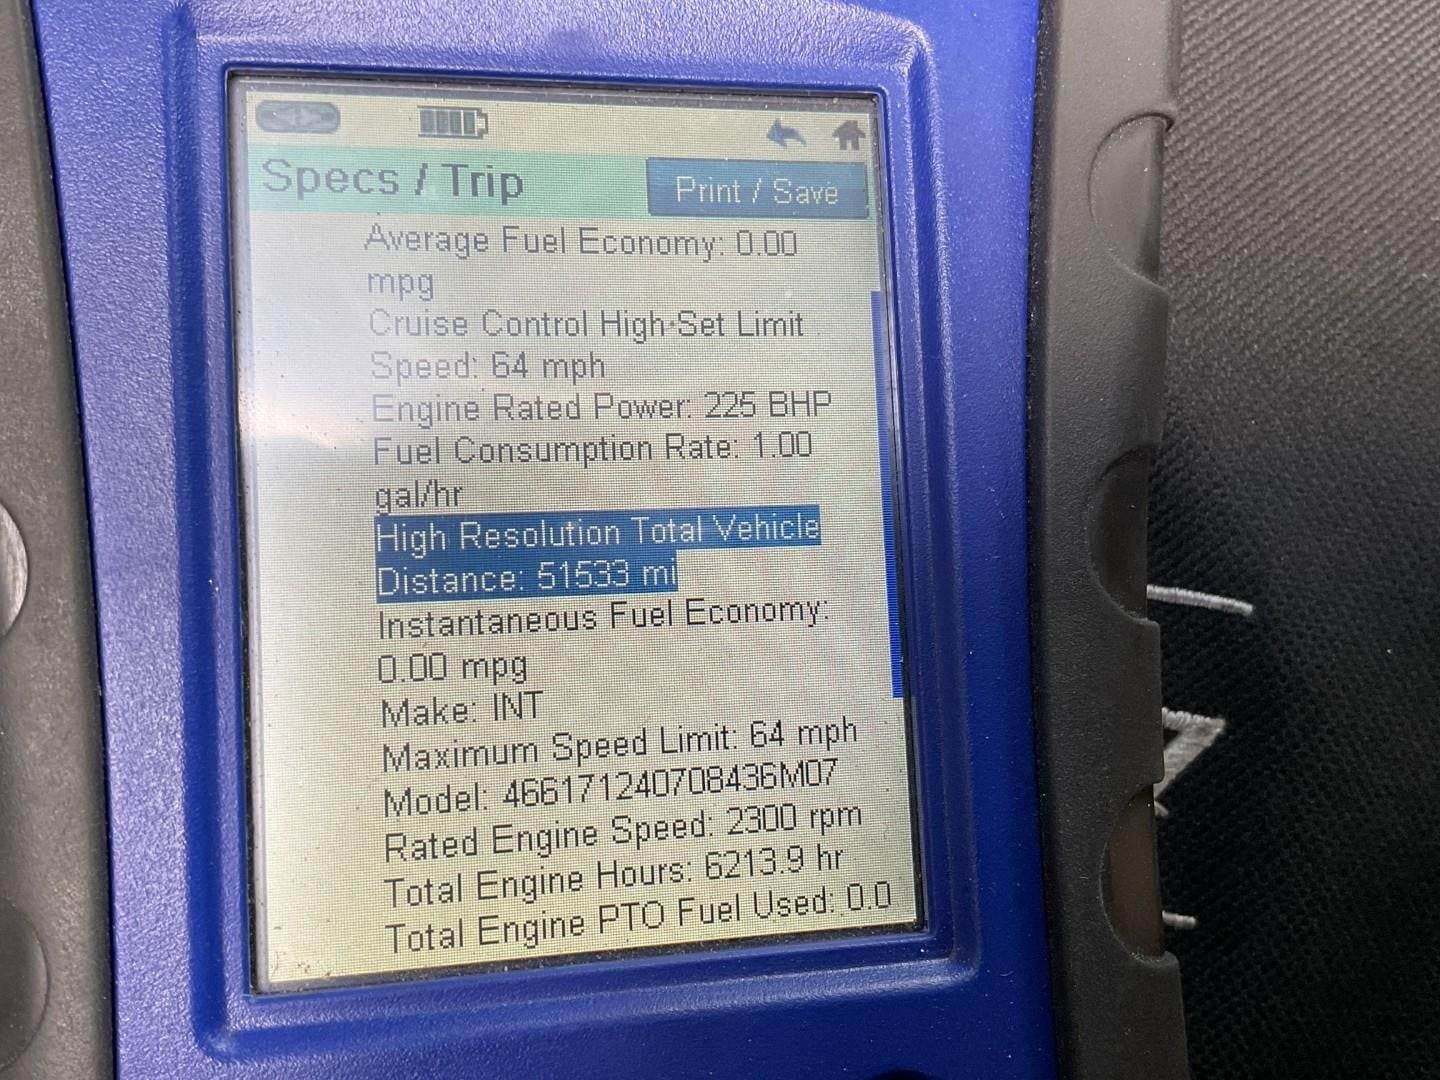 Specs / Trip
Print / Save
Average Fuel Economy: 0.00
mpg
Cruise Control High-Set Limit
Speed: 64 mph
Engine Rated Power: 225 BHP
Fuel Consumption Rate: 1.00
gal/hr
High Resolution Total Vehicle
Distance: 51533 mi
Instantaneous Fuel Economy:
0.00 mpg
Make: INT
Maximum Speed Limit: 64 mph
Model: 466171240708436M07
Rated Engine Speed: 2300 rpm
Total Engine Hours: 6213.9 hr
Total Engine PTO Fuel Used: 0.0